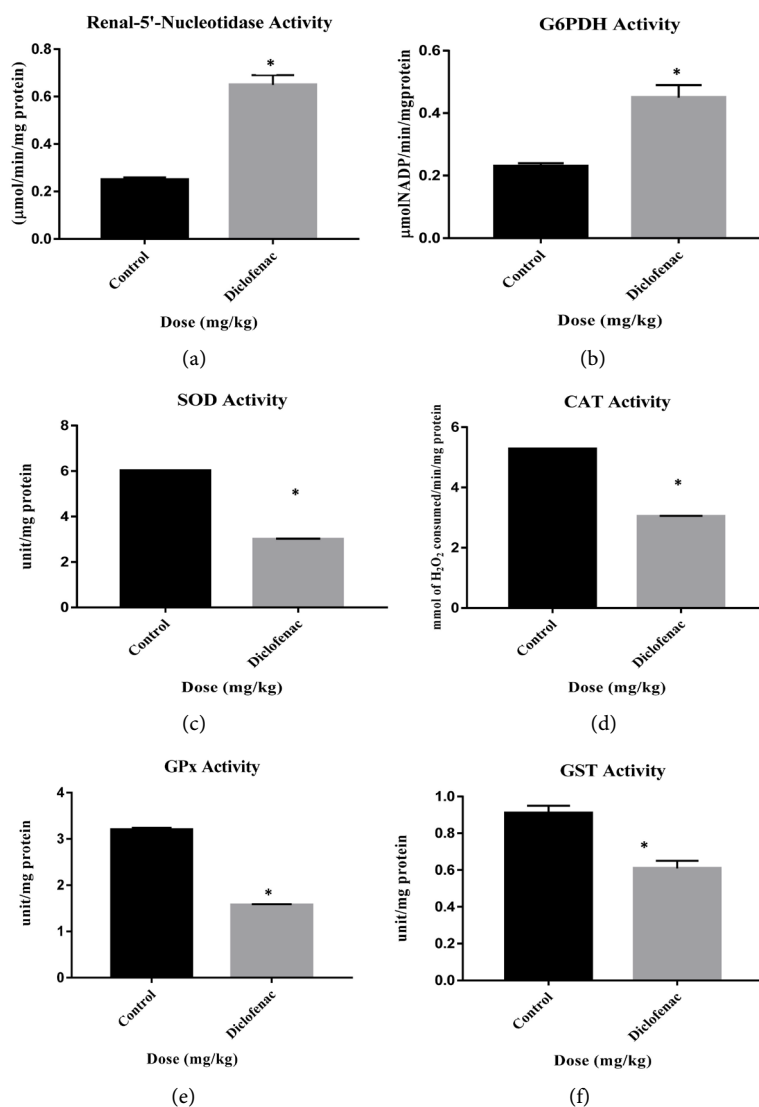 Renal-5'-Nucleotidase Activity
(µmol/min/mg protein)
0.8
0.6
0.4
0.2
0.0
*
Control
Diclofenac
Dose (mg/kg)
(a)
G6PDH Activity
µmolNADP/min/mgprotein
0.6
0.4
0.2
0.0
*
Control
Diclofenac
Dose (mg/kg)
(b)
SOD Activity
unit/mg protein
8
6
4
2
0
*
Control
Diclofenac
Dose (mg/kg)
(c)
CAT Activity
mmol of H₂O₂ consumed/min/mg protein
6
4
2
0
*
Control
Diclofenac
Dose (mg/kg)
(d)
GPx Activity
unit/mg protein
4
3
2
1
0
*
Control
Diclofenac
Dose (mg/kg)
(e)
GST Activity
unit/mg protein
1.0
0.8
0.6
0.4
0.2
0.0
*
Control
Diclofenac
Dose (mg/kg)
(f)